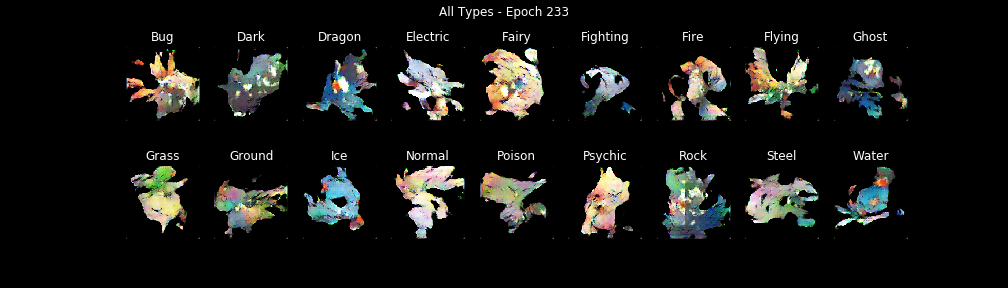 All Types - Epoch 233
Bug Dark Dragon Electric Fairy Fighting Fire Flying Ghost
Grass Ground Ice Normal Poison Psychic Rock Steel Water